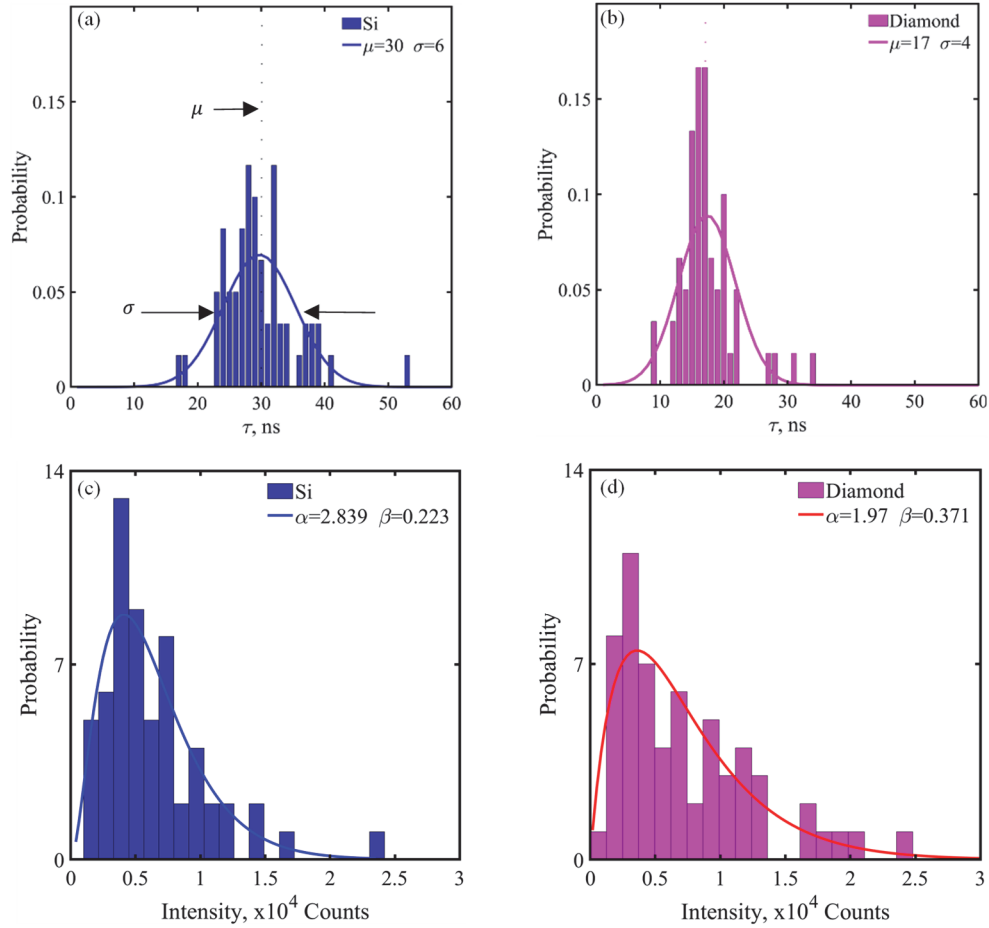 (a)
Si
μ=30 σ=6
0.15
μ
Probability
0.1
0.05
σ
0
0 10 20 30 40 50 60
τ, ns
(b)
Diamond
μ=17 σ=4
0.15
Probability
0.1
0.05
0
0 10 20 30 40 50 60
τ, ns
14
(c)
Si
α=2.839 β=0.223
Probability
7
0
0 0.5 1 1.5 2 2.5 3
Intensity, x10⁴ Counts
14
(d)
Diamond
α=1.97 β=0.371
Probability
7
0
0 0.5 1 1.5 2 2.5 3
Intensity, x10⁴ Counts